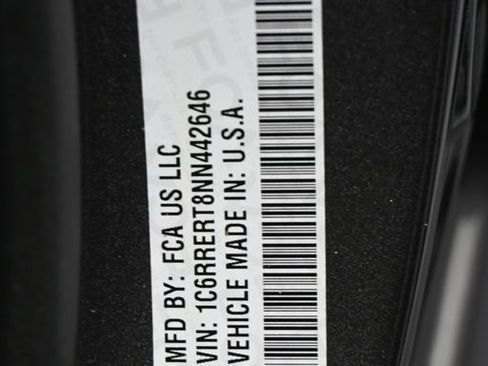 MFD BY: FCA US LLC
VIN: 1C6RRERT8NN442646
VEHICLE MADE IN: U.S.A.